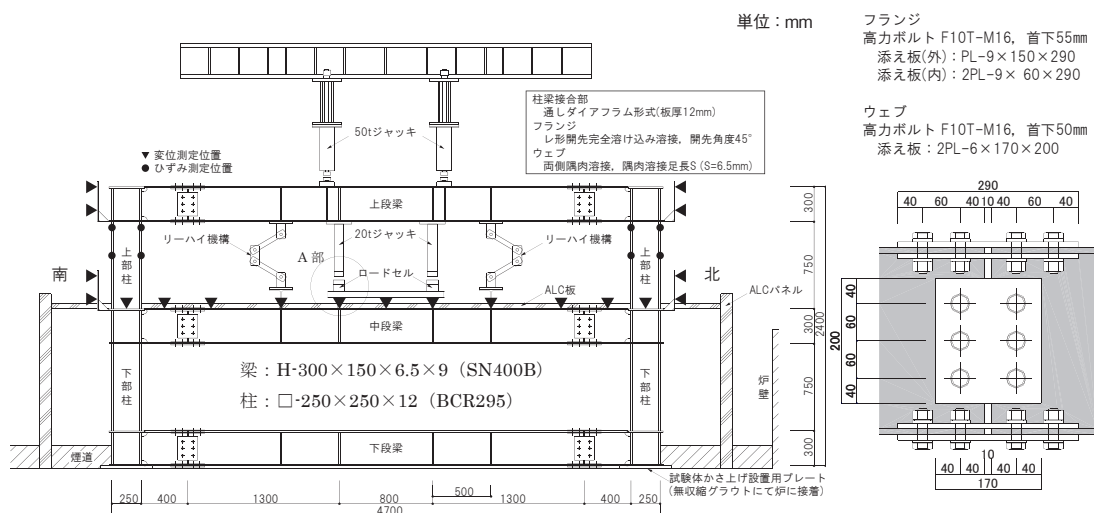 単位：mm
フランジ
高力ボルト F10T-M16, 首下55mm
添え板(外)：PL-9×150×290
添え板(内)：2PL-9× 60×290
ウェブ
高力ボルト F10T-M16, 首下50mm
添え板：2PL-6×170×200
柱梁接合部
通しダイアフラム形式(板厚12mm)
フランジ
レ形開先完全溶け込み溶接, 開先角度45°
ウェブ
両側隅肉溶接, 隅肉溶接足長S (S=6.5mm)
50tジャッキ
▼ 変位測定位置
● ひずみ測定位置
上段梁
リーハイ機構
20tジャッキ
リーハイ機構
A 部
上部柱
上部柱
ロードセル
南
北
ALC板
ALCパネル
中段梁
下部柱
下部柱
梁：H-300×150×6.5×9（SN400B）
柱：□-250×250×12（BCR295）
炉壁
煙道
下段梁
試験体かさ上げ設置用プレート
(無収縮グラウトにて炉に接着)
300
750
300
2400
750
300
250
400
1300
800
500
1300
400
250
4700
290
40
60
40
10
40
60
40
40
60
200
60
40
10
40
40
40
40
170